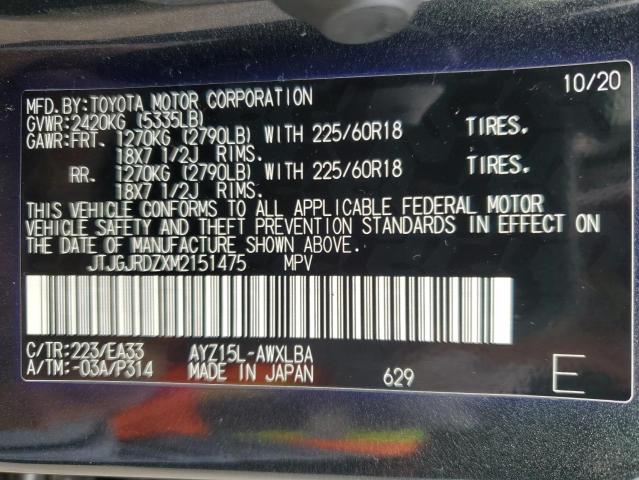 10/20
MFD.BY:TOYOTA MOTOR CORPORATION
GVWR:2420KG (5335LB)
GAWR:FRT. 1270KG (2790LB) WITH 225/60R18 TIRES.
18X7 1/2J RIMS.
RR. 1270KG (2790LB) WITH 225/60R18 TIRES.
18X7 1/2J RIMS.
THIS VEHICLE CONFORMS TO ALL APPLICABLE FEDERAL MOTOR
VEHICLE SAFETY AND THEFT PREVENTION STANDARDS IN EFFECT ON
THE DATE OF MANUFACTURE SHOWN ABOVE.
JTJGJRDZXM2151475 MPV
C/TR:223/EA33 AYZ15L-AWXLBA
A/TM:-03A/P314 MADE IN JAPAN 629 E